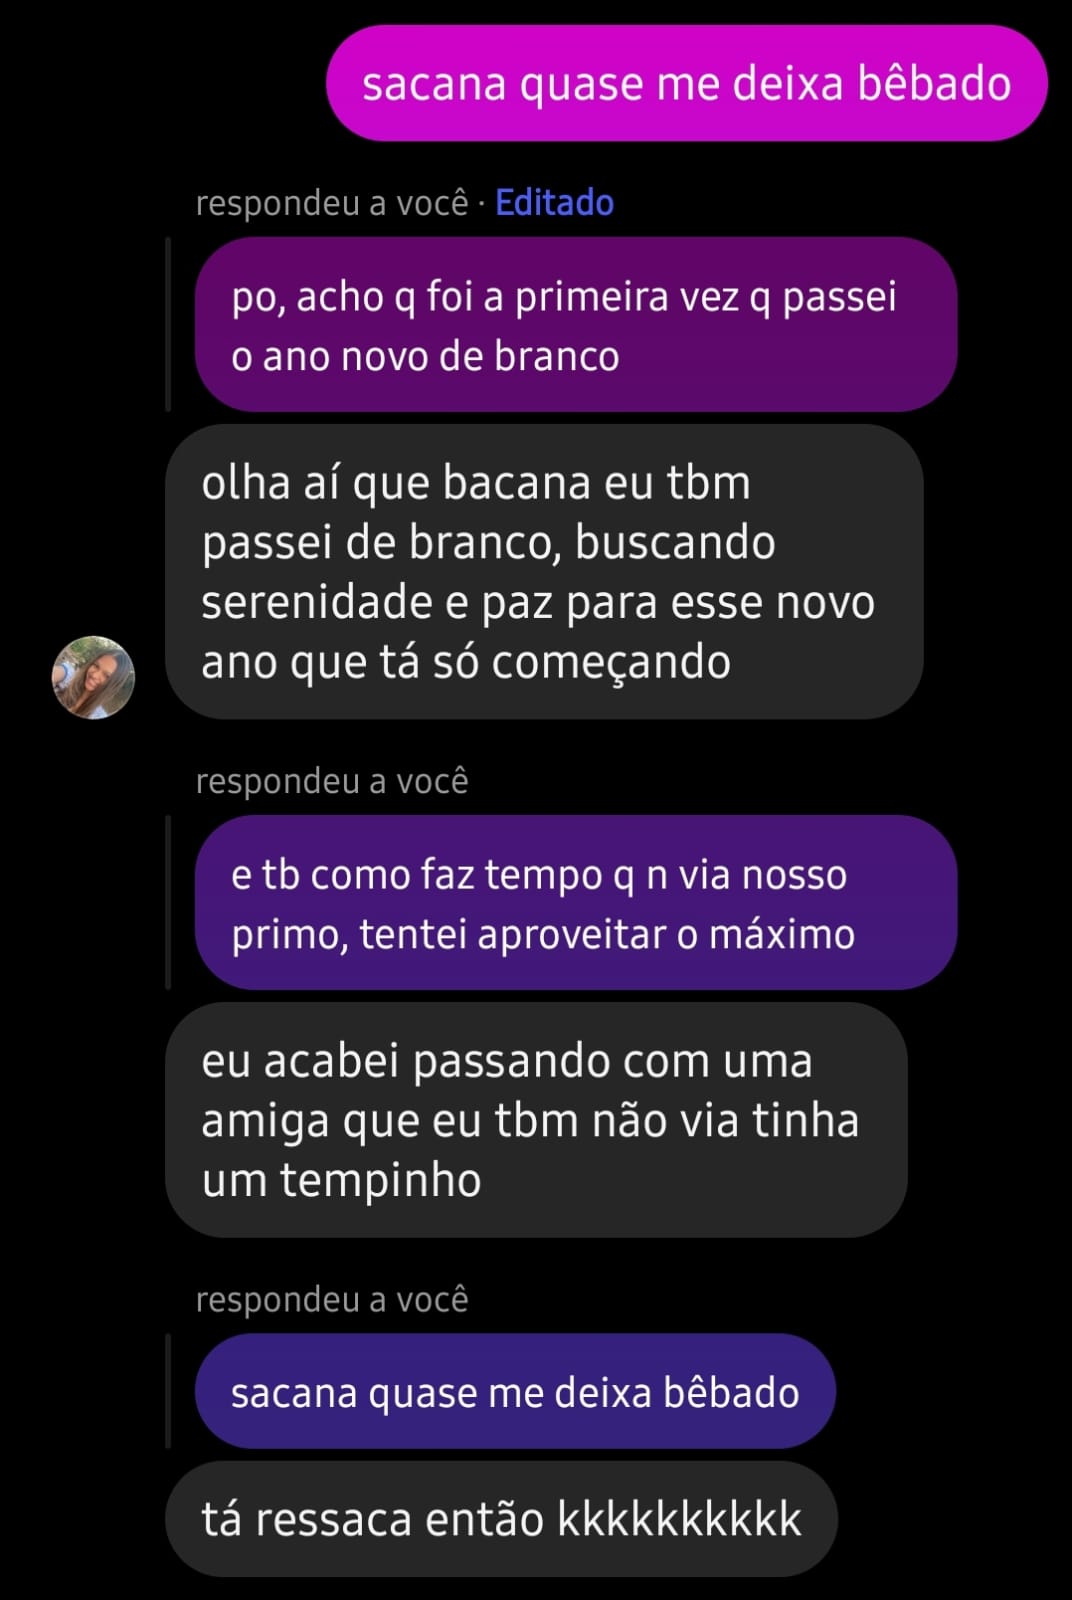 sacana quase me deixa bêbado
respondeu a você · Editado
po, acho q foi a primeira vez q passei
o ano novo de branco
olha aí que bacana eu tbm
passei de branco, buscando
serenidade e paz para esse novo
ano que tá só começando
respondeu a você
e tb como faz tempo q n via nosso
primo, tentei aproveitar o máximo
eu acabei passando com uma
amiga que eu tbm não via tinha
um tempinho
respondeu a você
sacana quase me deixa bêbado
tá ressaca então kkkkkkkkkk